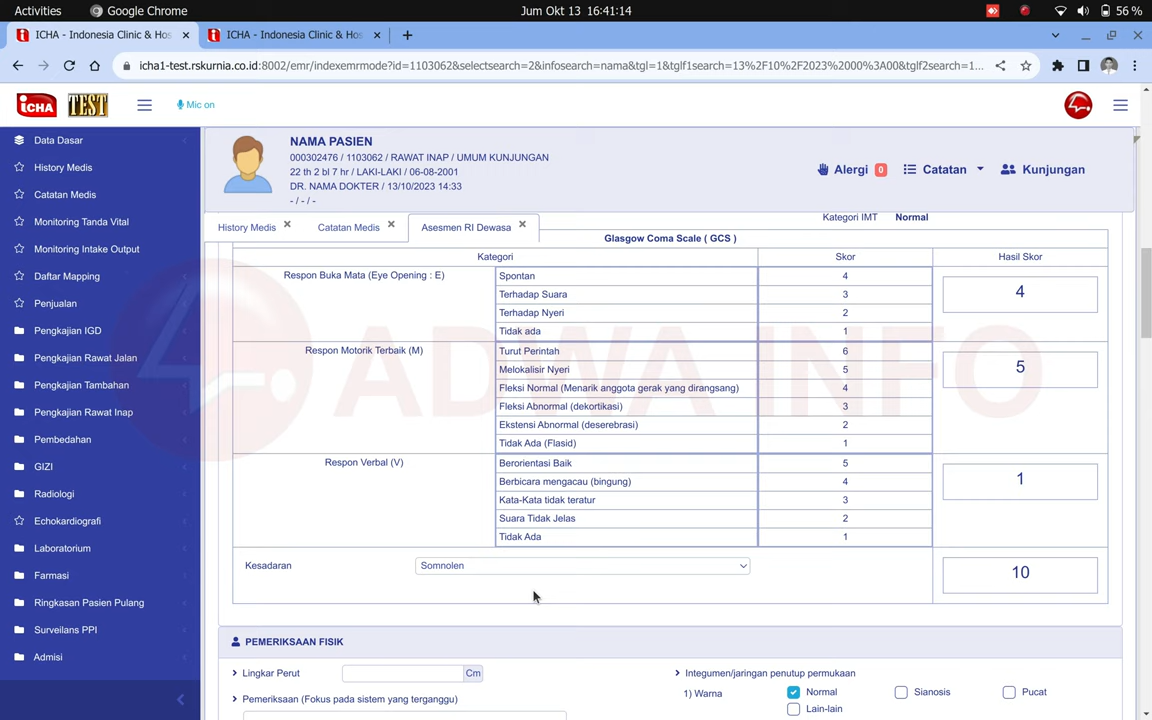 Activities Google Chrome Jum Okt 13 16:41:14 56 %
ICHA - Indonesia Clinic & Hos ICHA - Indonesia Clinic & Hos
icha1-test.rskurnia.co.id:8002/emr/indexemrmode?id=1103062&selectsearch=2&infosearch=nama&tgl=1&tglf1search=13%2F10%2F2023%2000%3A00&tglf2search=1...
iCHA TEST Mic on
Data Dasar
History Medis
Catatan Medis
Monitoring Tanda Vital
Monitoring Intake Output
Daftar Mapping
Penjualan
Pengkajian IGD
Pengkajian Rawat Jalan
Pengkajian Tambahan
Pengkajian Rawat Inap
Pembedahan
GIZI
Radiologi
Echokardiografi
Laboratorium
Farmasi
Ringkasan Pasien Pulang
Surveilans PPI
Admisi
NAMA PASIEN
000302476 / 1103062 / RAWAT INAP / UMUM KUNJUNGAN
22 th 2 bl 7 hr / LAKI-LAKI / 06-08-2001
DR. NAMA DOKTER / 13/10/2023 14:33
- / - / -
Alergi 0 Catatan Kunjungan
History Medis Catatan Medis Asesmen RI Dewasa
Kategori IMT Normal
Glasgow Coma Scale ( GCS )
Kategori Skor Hasil Skor
Respon Buka Mata (Eye Opening : E) Spontan 4 4
Terhadap Suara 3
Terhadap Nyeri 2
Tidak ada 1
Respon Motorik Terbaik (M) Turut Perintah 6 5
Melokalisir Nyeri 5
Fleksi Normal (Menarik anggota gerak yang dirangsang) 4
Fleksi Abnormal (dekortikasi) 3
Ekstensi Abnormal (deserebrasi) 2
Tidak Ada (Flasid) 1
Respon Verbal (V) Berorientasi Baik 5 1
Berbicara mengacau (bingung) 4
Kata-Kata tidak teratur 3
Suara Tidak Jelas 2
Tidak Ada 1
Kesadaran Somnolen 10
ADWA INFO
PEMERIKSAAN FISIK
Lingkar Perut Cm Integumen/jaringan penutup permukaan
1) Warna Normal Sianosis Pucat
Pemeriksaan (Fokus pada sistem yang terganggu) Lain-lain